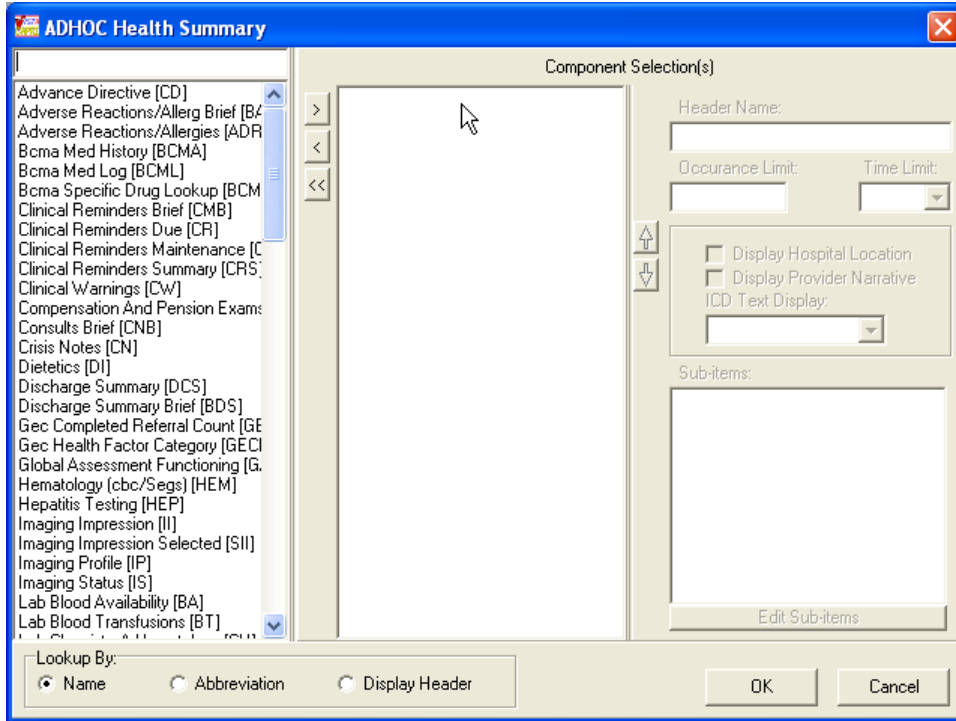 ADHOC Health Summary
Component Selection(s)
Advance Directive [CD]
Adverse Reactions/Allerg Brief [BA
Adverse Reactions/Allergies [ADR
Bcma Med History [BCMA]
Bcma Med Log [BCML]
Bcma Specific Drug Lookup [BCM
Clinical Reminders Brief [CMB]
Clinical Reminders Due [CR]
Clinical Reminders Maintenance [C
Clinical Reminders Summary [CRS]
Clinical Warnings [CW]
Compensation And Pension Exams
Consults Brief [CNB]
Crisis Notes [CN]
Dietetics [DI]
Discharge Summary [DCS]
Discharge Summary Brief [BDS]
Gec Completed Referral Count [GE
Gec Health Factor Category [GECI
Global Assessment Functioning [G.
Hematology (cbc/Segs) [HEM]
Hepatitis Testing [HEP]
Imaging Impression [II]
Imaging Impression Selected [SII]
Imaging Profile [IP]
Imaging Status [IS]
Lab Blood Availability [BA]
Lab Blood Transfusions [BT]
>
<
<<
Header Name:
Occurance Limit: Time Limit:
Display Hospital Location
Display Provider Narrative
ICD Text Display:
Sub-items:
Edit Sub-items
Lookup By:
Name Abbreviation Display Header
OK Cancel